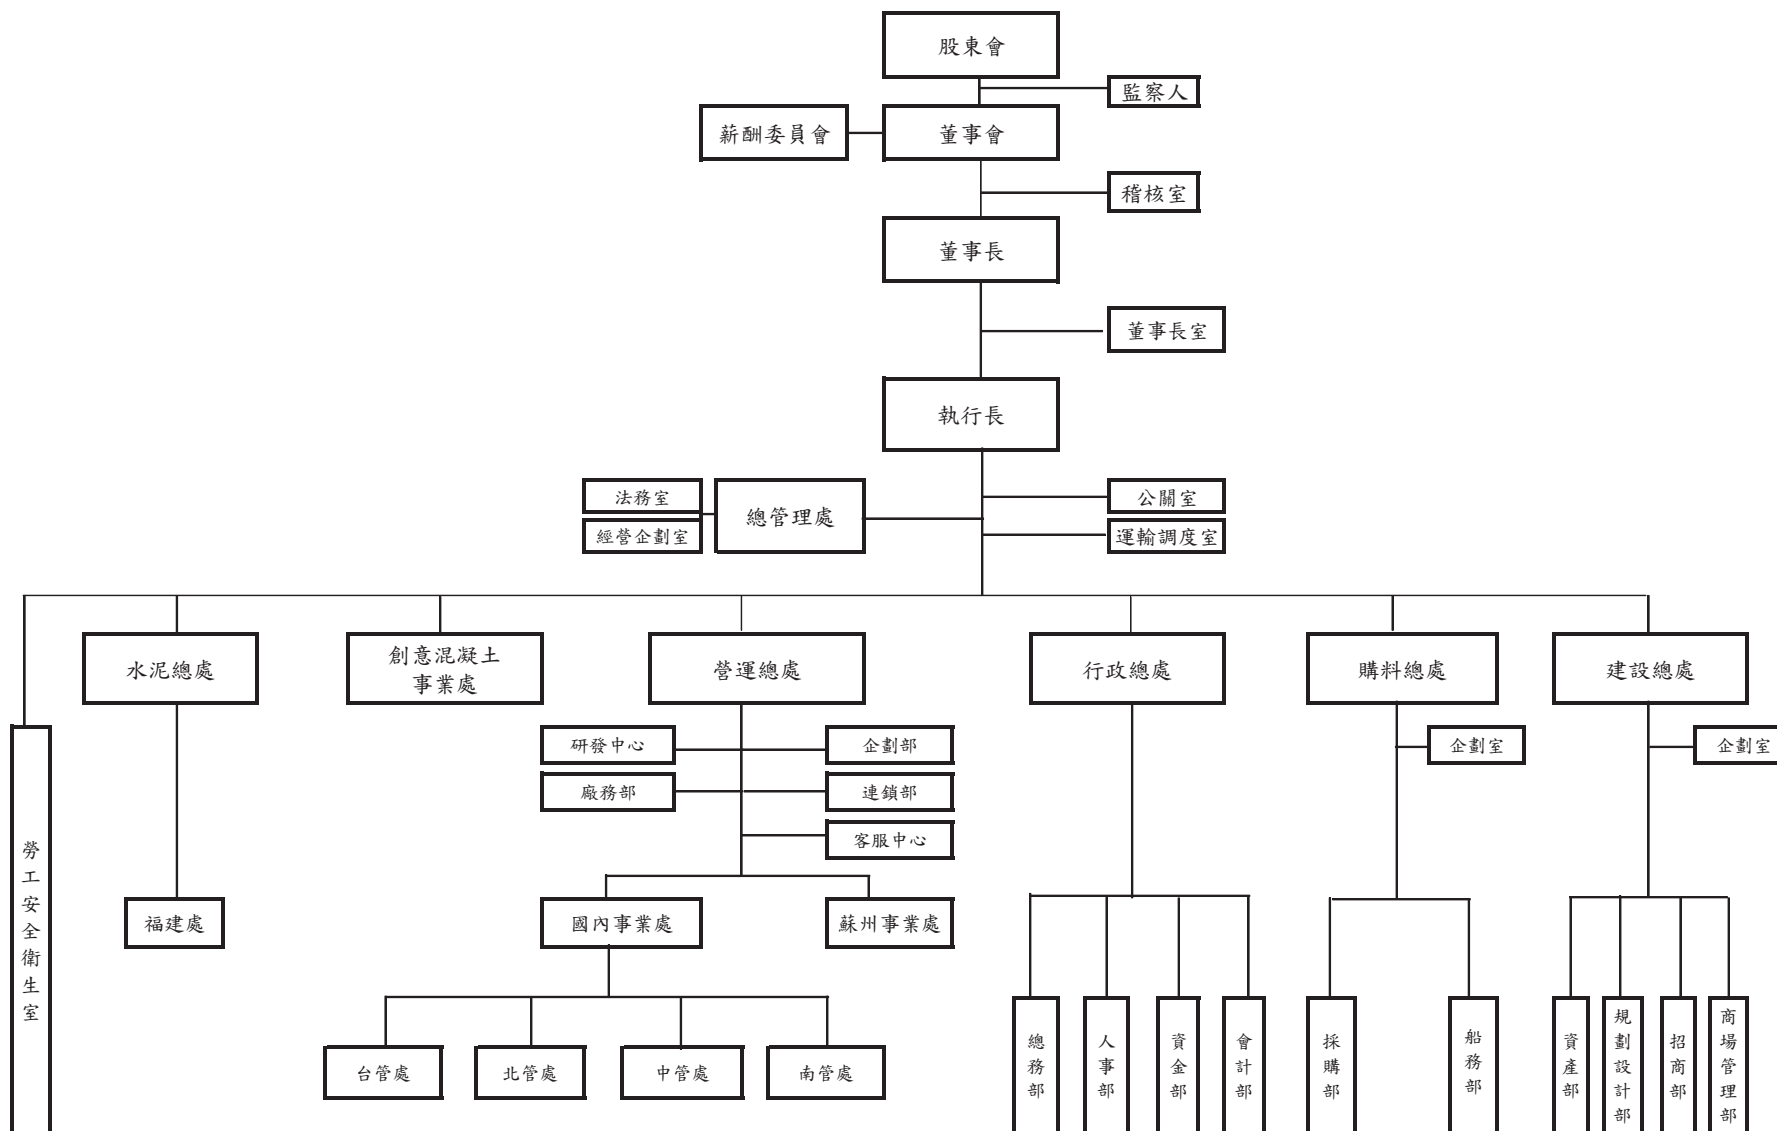 股東會
監察人
薪酬委員會
董事會
稽核室
董事長
董事長室
執行長
法務室
經營企劃室
總管理處
公關室
運輸調度室
水泥總處
創意混凝土
事業處
營運總處
行政總處
購料總處
建設總處
研發中心
企劃部
企劃室
企劃室
廠務部
連鎖部
客服中心
勞工安全衛生室
福建處
國內事業處
蘇州事業處
台管處
北管處
中管處
南管處
總務部
人事部
資金部
會計部
採購部
船務部
資產部
規劃設計部
招商部
商場管理部